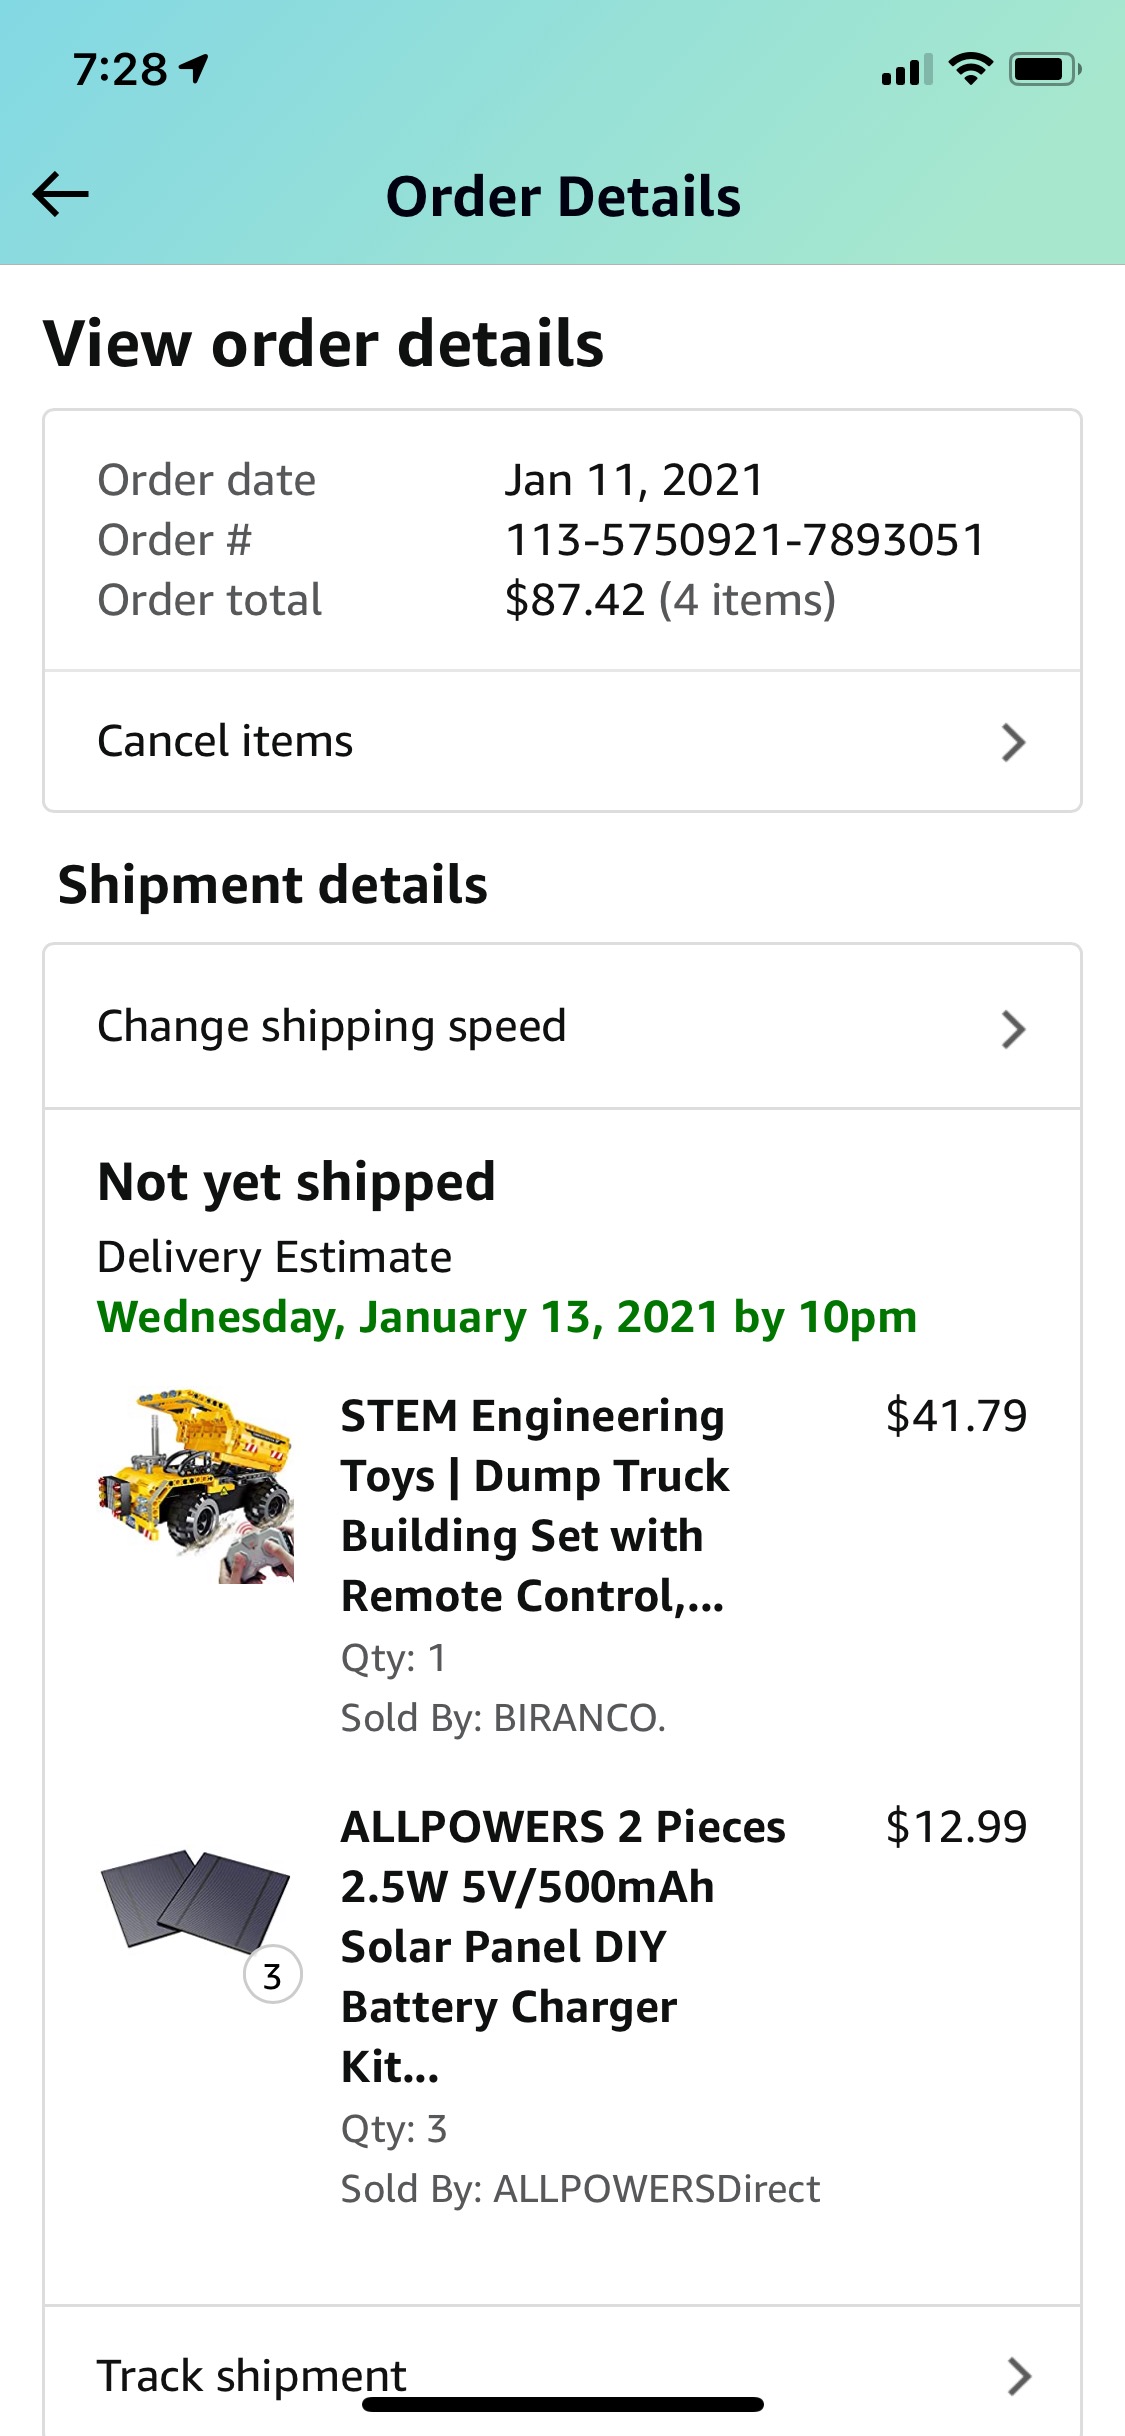 7:28
Order Details
View order details
Order date Jan 11, 2021
Order # 113-5750921-7893051
Order total $87.42 (4 items)
Cancel items
Shipment details
Change shipping speed
Not yet shipped
Delivery Estimate
Wednesday, January 13, 2021 by 10pm
STEM Engineering $41.79
Toys | Dump Truck
Building Set with
Remote Control,...
Qty: 1
Sold By: BIRANCO.
ALLPOWERS 2 Pieces $12.99
2.5W 5V/500mAh
Solar Panel DIY
Battery Charger
Kit...
3
Qty: 3
Sold By: ALLPOWERSDirect
Track shipment